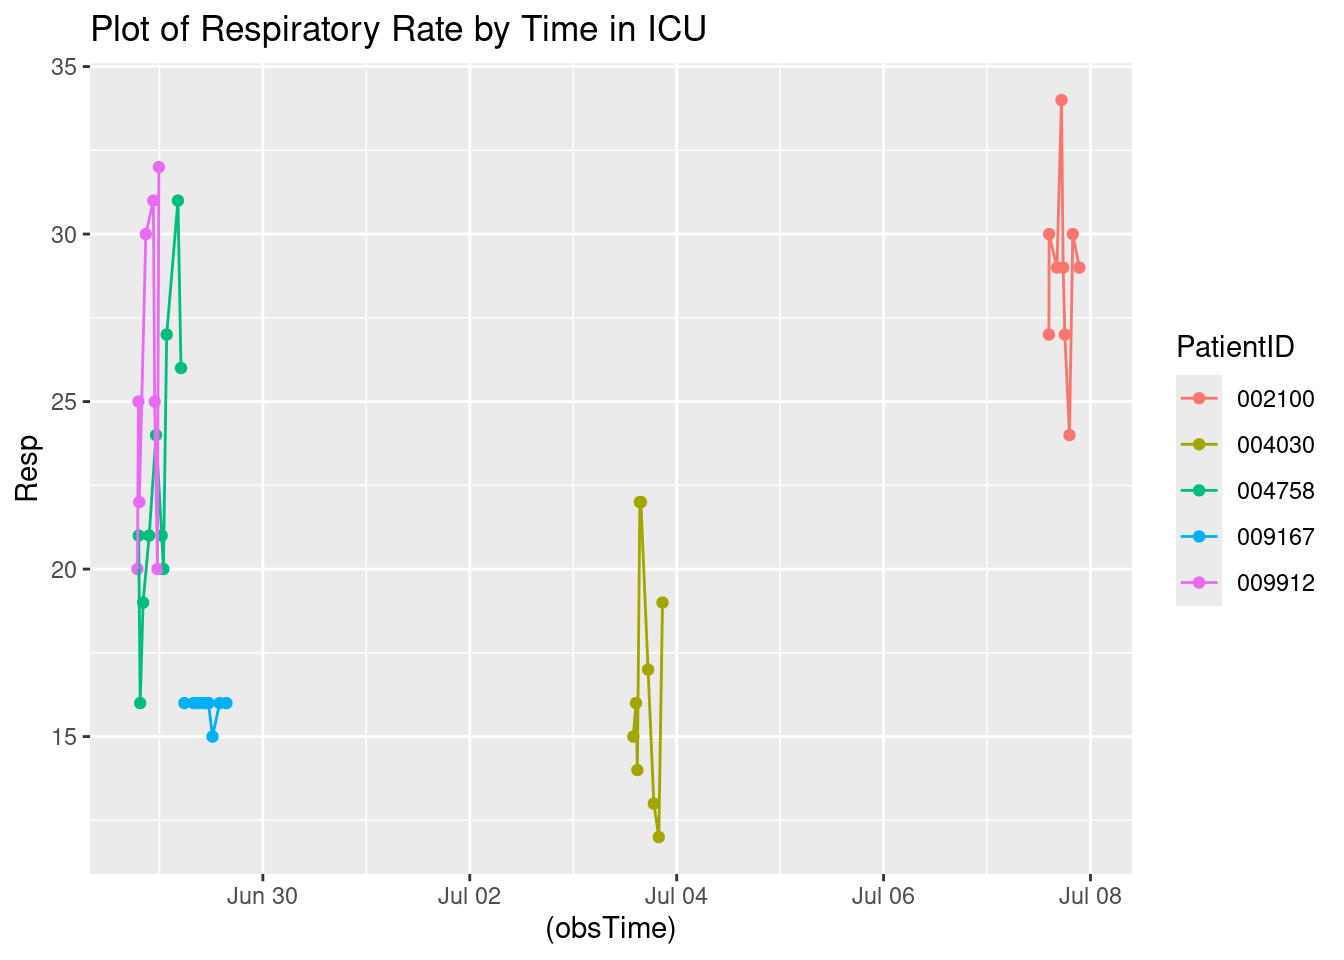 Plot of Respiratory Rate by Time in ICU
35
30
25
20
15
Resp
Jun 30
Jul 02
Jul 04
Jul 06
Jul 08
(obsTime)
PatientID
002100
004030
004758
009167
009912